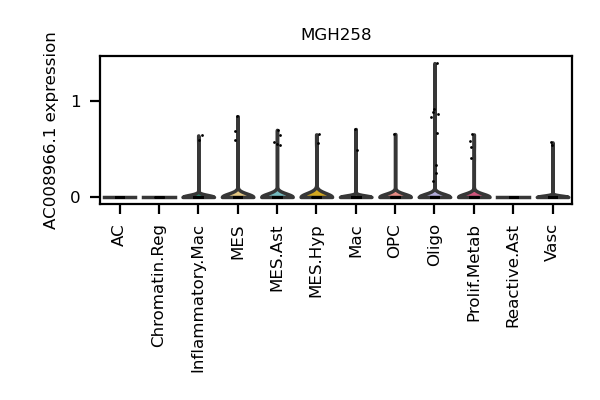 MGH258
AC008966.1 expression
1
0
AC
Chromatin.Reg
Inflammatory.Mac
MES
MES.Ast
MES.Hyp
Mac
OPC
Oligo
Prolif.Metab
Reactive.Ast
Vasc